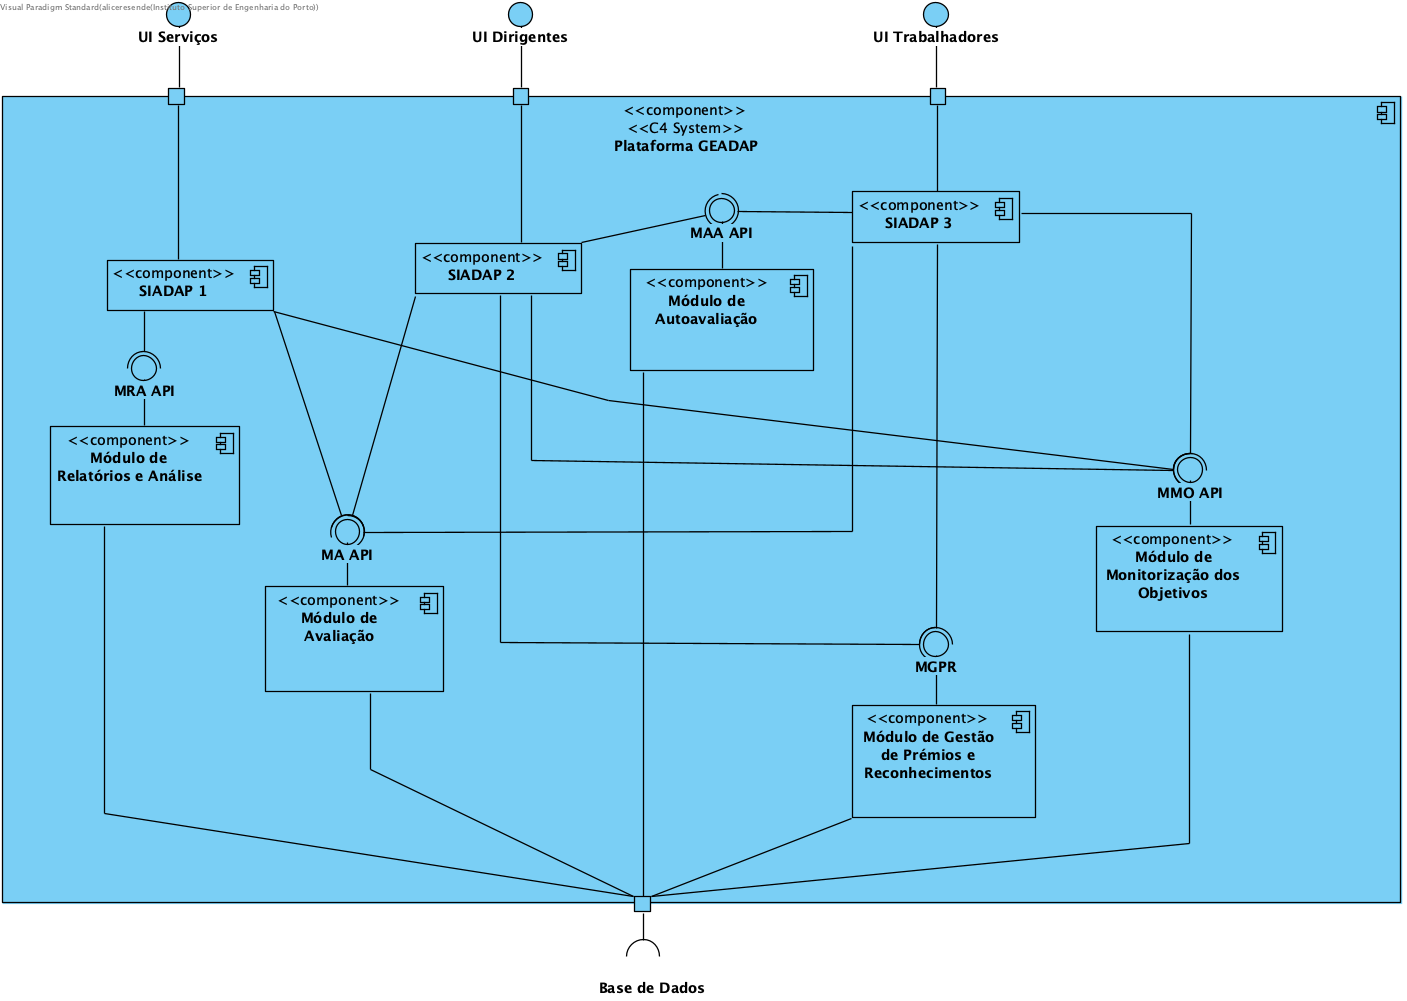 Visual Paradigm Standard(aliceresende(Instituto Superior de Engenharia do Porto))
UI Serviços
UI Dirigentes
UI Trabalhadores
<<component>>
<<C4 System>>
Plataforma GEADAP
<<component>>
SIADAP 3
MAA API
<<component>>
SIADAP 2
<<component>>
SIADAP 1
<<component>>
Módulo de
Autoavaliação
MRA API
<<component>>
Módulo de
Relatórios e Análise
MMO API
<<component>>
Módulo de
Monitorização dos
Objetivos
MA API
<<component>>
Módulo de
Avaliação
MGPR
<<component>>
Módulo de Gestão
de Prémios e
Reconhecimentos
Base de Dados